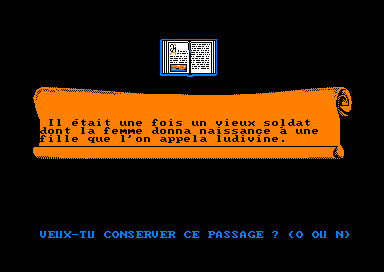 Il était une fois un vieux soldat
dont la femme donna naissance à une
fille que l'on appela ludivine.
VEUX-TU CONSERVER CE PASSAGE ? (O OU N)